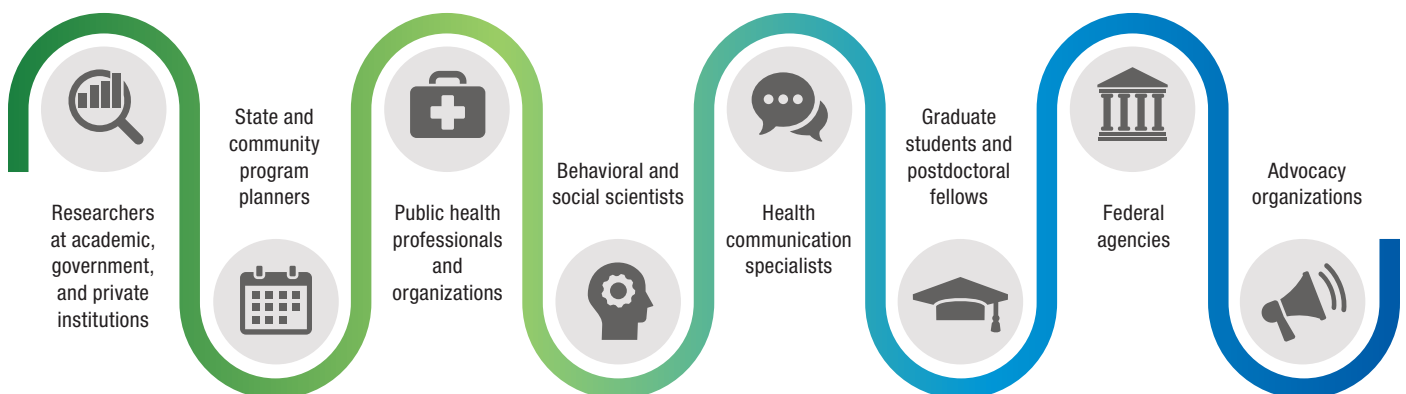 Researchers
at academic,
government,
and private
institutions
State and
community
program
planners
Public health
professionals
and
organizations
Behavioral and
social scientists
Health
communication
specialists
Graduate
students and
postdoctoral
fellows
Federal
agencies
Advocacy
organizations